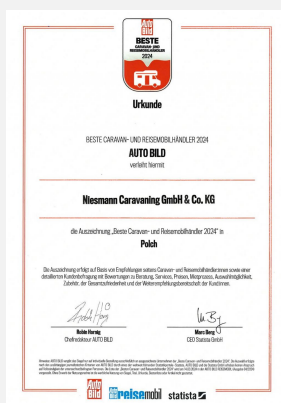 Auto
Bild
BESTE
CARAVAN- UND
REISEMOBILHÄNDLER
2024
Urkunde
BESTE CARAVAN- UND REISEMOBILHÄNDLER 2024
AUTO BILD
verleiht hiermit
Niesmann Caravaning GmbH & Co. KG
die Auszeichnung „Beste Caravan- und Reisemobilhändler 2024" in
Polch
Die Auszeichnung erfolgt auf Basis von Empfehlungen seitens Caravan- und Reisemobilhändler:innen sowie einer
detaillierten Kundenbefragung mit Bewertungen zu Beratung, Services, Preisen, Mietprozess, Auswahlmöglichkeit,
Zubehör, der Gesamtzufriedenheit und der Weiterempfehlungsbereitschaft der Kund:innen.
Robin Hornig
Marc Berg
Chefredakteur AUTO BILD
CEO Statista GmbH
Auto
Bild
reisemobil
statista